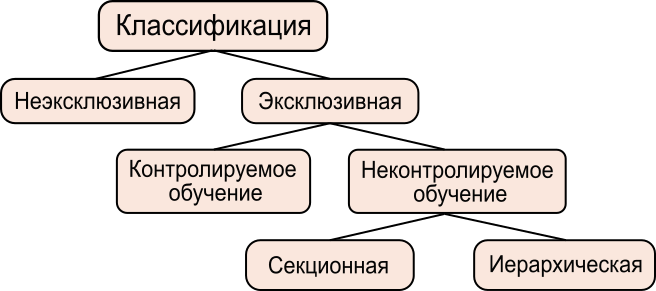 Классификация
Неэксклюзивная
Эксклюзивная
Контролируемое
обучение
Неконтролируемое
обучение
Секционная
Иерархическая